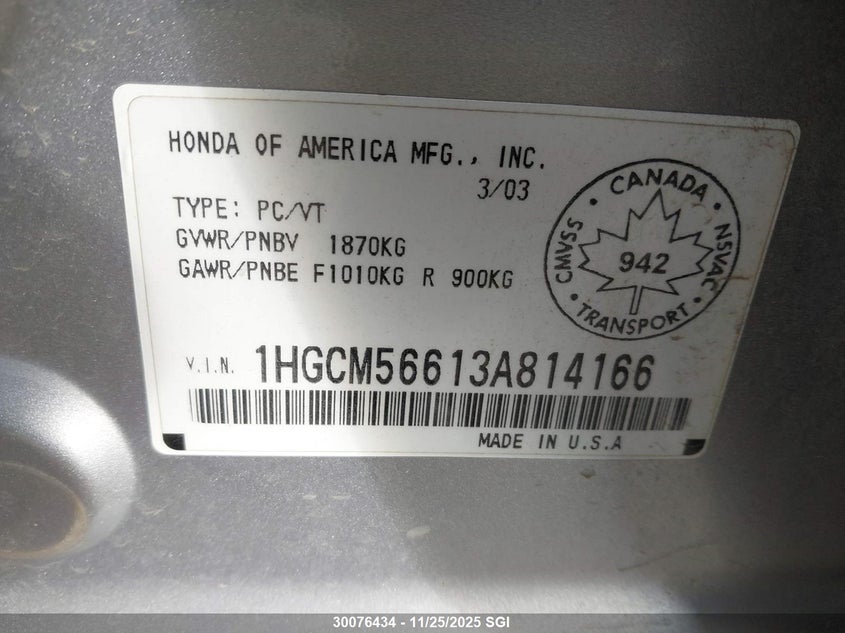 HONDA OF AMERICA MFG., INC.
3/03
TYPE: PC/VT
GVWR/PNBV 1870KG
GAWR/PNBE F1010KG R 900KG
CANADA
CMVSS
NSVAC
942
TRANSPORT
V.I.N. 1HGCM56613A814166
MADE IN U.S.A
30076434 - 11/25/2025 SGI